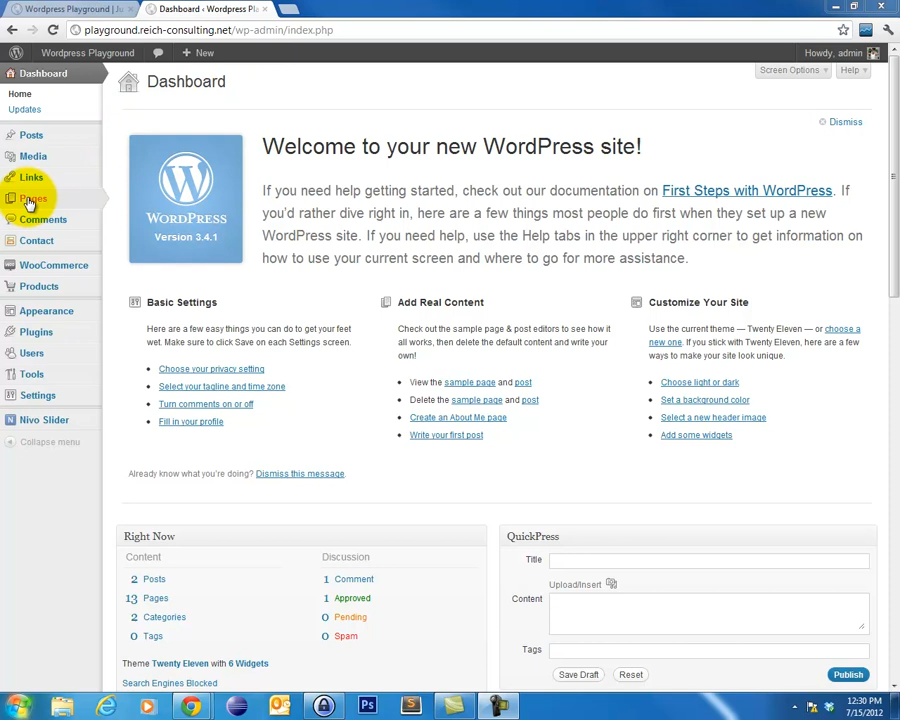 Wordpress Playground | Ju
Dashboard ‹ Wordpress Pl
playground.reich-consulting.net/wp-admin/index.php
Wordpress Playground
+ New
Howdy, admin
Dashboard
Home
Updates
Posts
Media
Links
Pages
Comments
Contact
WooCommerce
Products
Appearance
Plugins
Users
Tools
Settings
Nivo Slider
Collapse menu
Dashboard
Screen Options
Help
Dismiss
WORDPRESS
Version 3.4.1
Welcome to your new WordPress site!
If you need help getting started, check out our documentation on First Steps with WordPress. If
you'd rather dive right in, here are a few things most people do first when they set up a new
WordPress site. If you need help, use the Help tabs in the upper right corner to get information on
how to use your current screen and where to go for more assistance.
Basic Settings
Here are a few easy things you can do to get your feet
wet. Make sure to click Save on each Settings screen.
Choose your privacy setting
Select your tagline and time zone
Turn comments on or off
Fill in your profile
Add Real Content
Check out the sample page & post editors to see how it
all works, then delete the default content and write your
own!
View the sample page and post
Delete the sample page and post
Create an About Me page
Write your first post
Customize Your Site
Use the current theme — Twenty Eleven — or choose a
new one. If you stick with Twenty Eleven, here are a few
ways to make your site look unique.
Choose light or dark
Set a background color
Select a new header image
Add some widgets
Already know what you're doing? Dismiss this message.
Right Now
Content
Discussion
2 Posts
1 Comment
13 Pages
1 Approved
2 Categories
0 Pending
0 Tags
0 Spam
Theme Twenty Eleven with 6 Widgets
Search Engines Blocked
QuickPress
Title
Upload/Insert
Content
Tags
Save Draft
Reset
Publish
Ps
12:30 PM
7/15/2012